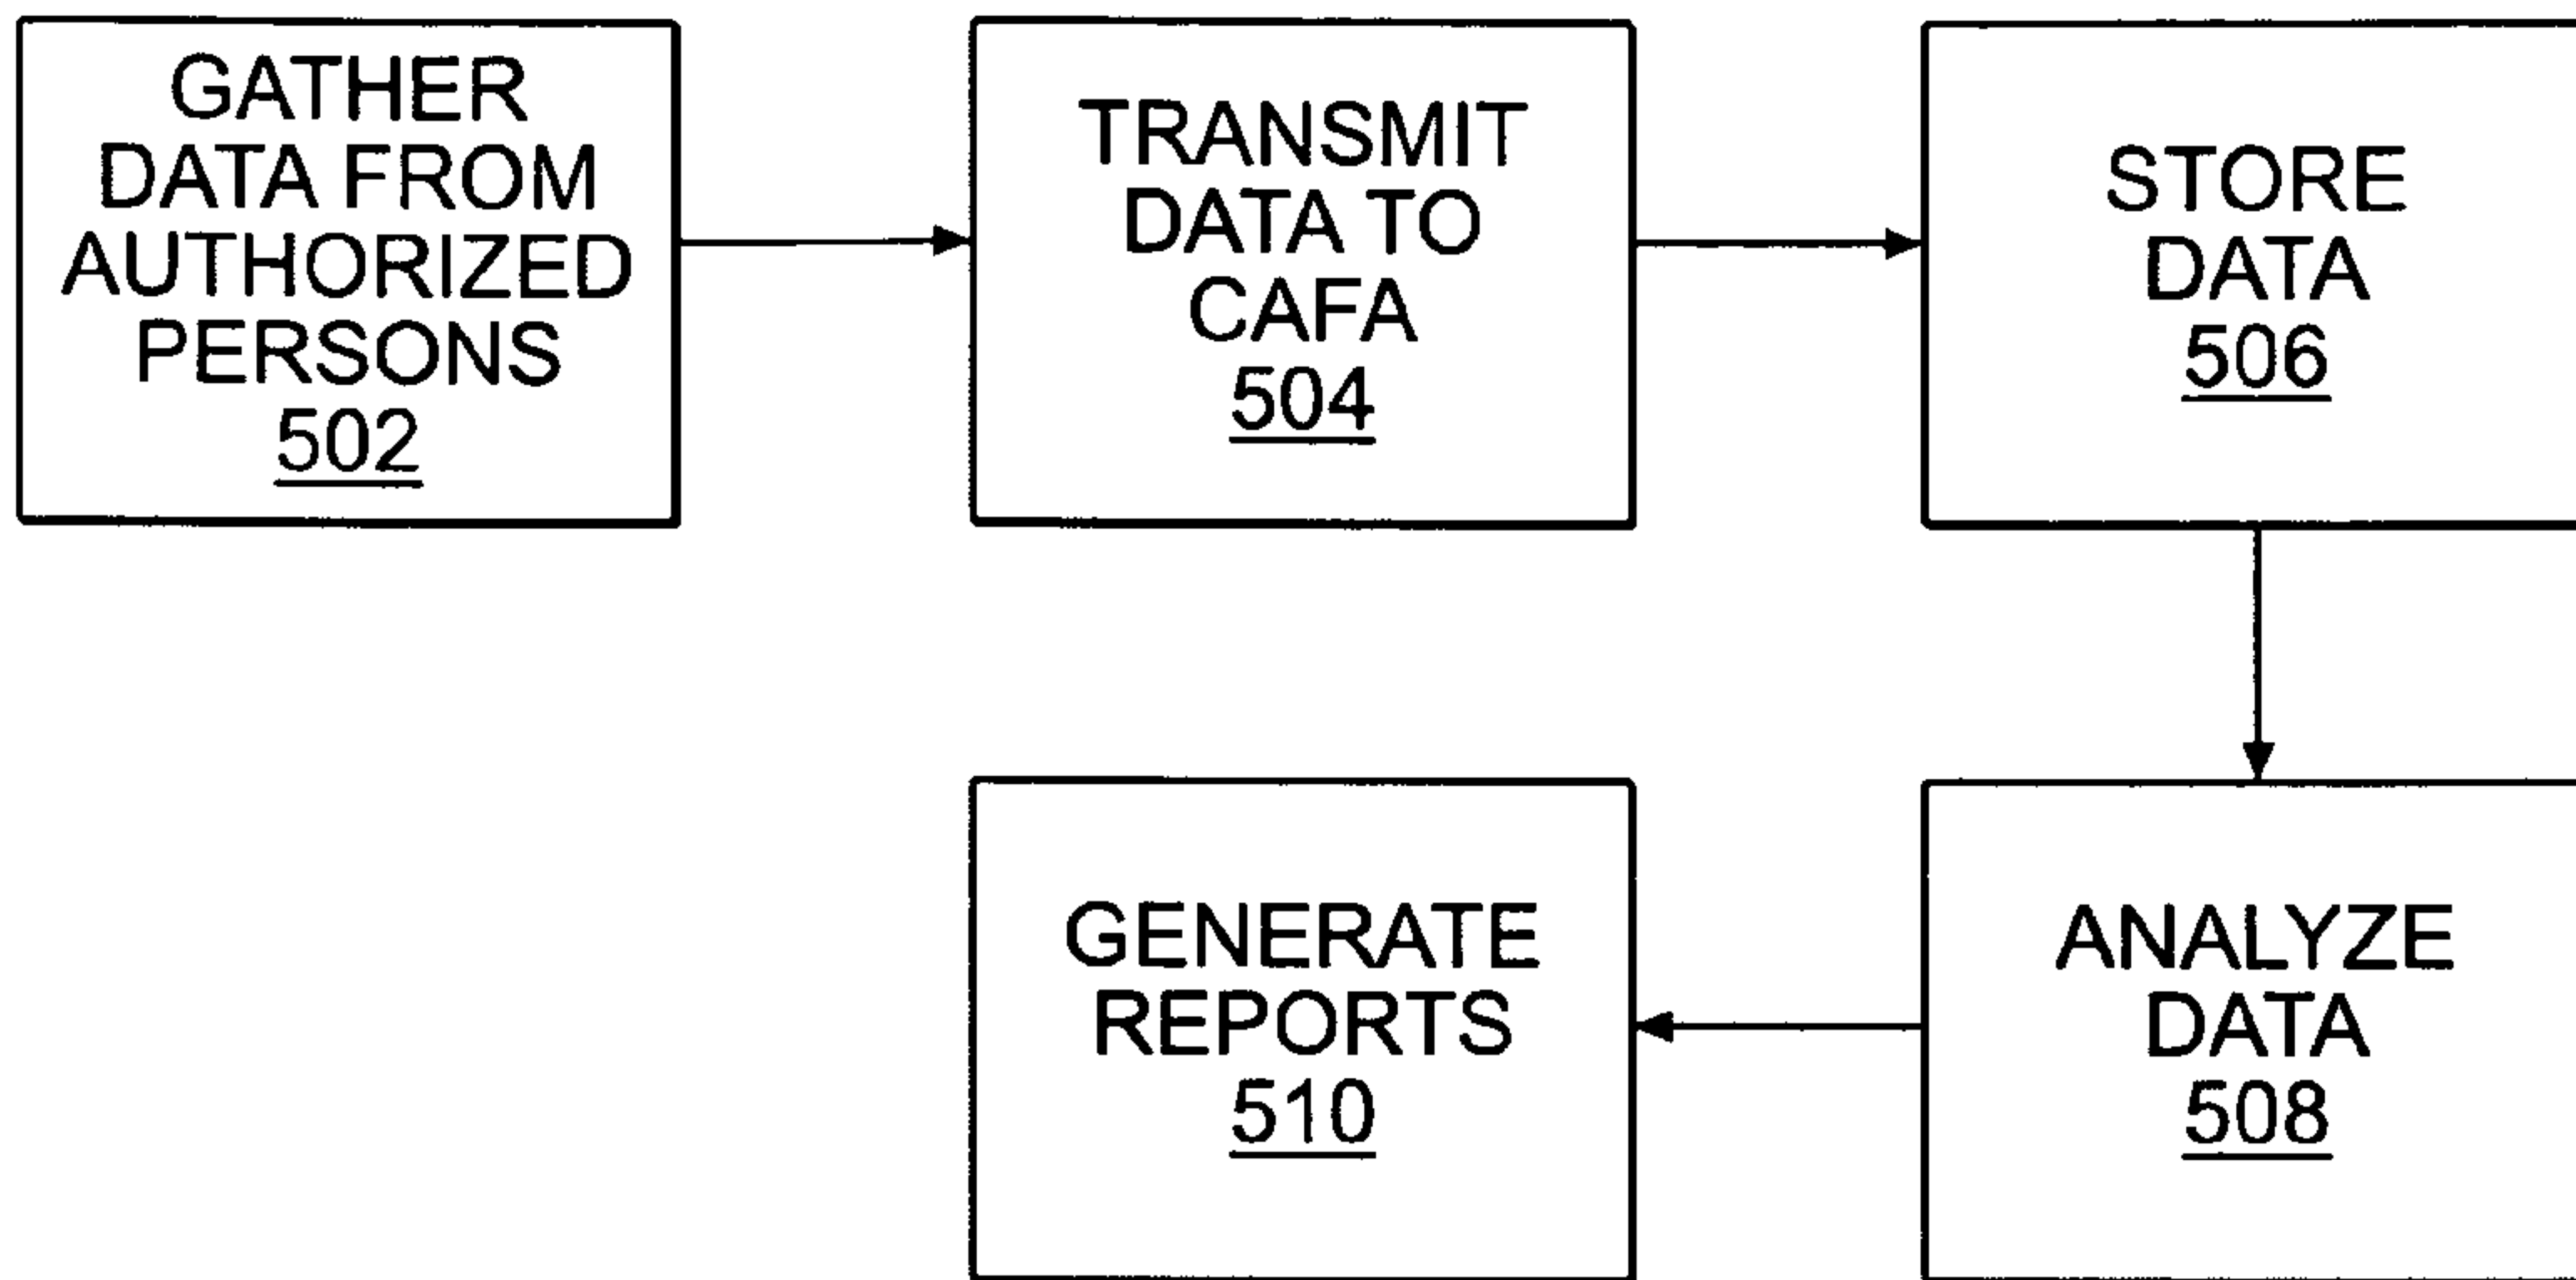 GATHER
DATA FROM
AUTHORIZED
PERSONS
502
TRANSMIT
DATA TO
CAFA
504
STORE
DATA
506
GENERATE
REPORTS
510
ANALYZE
DATA
508